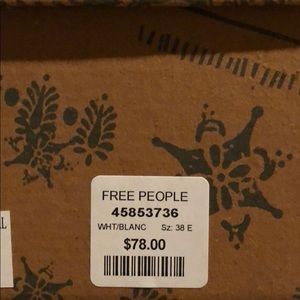 FREE PEOPLE
45853736
WHT/BLANC Sz: 38 E
$78.00